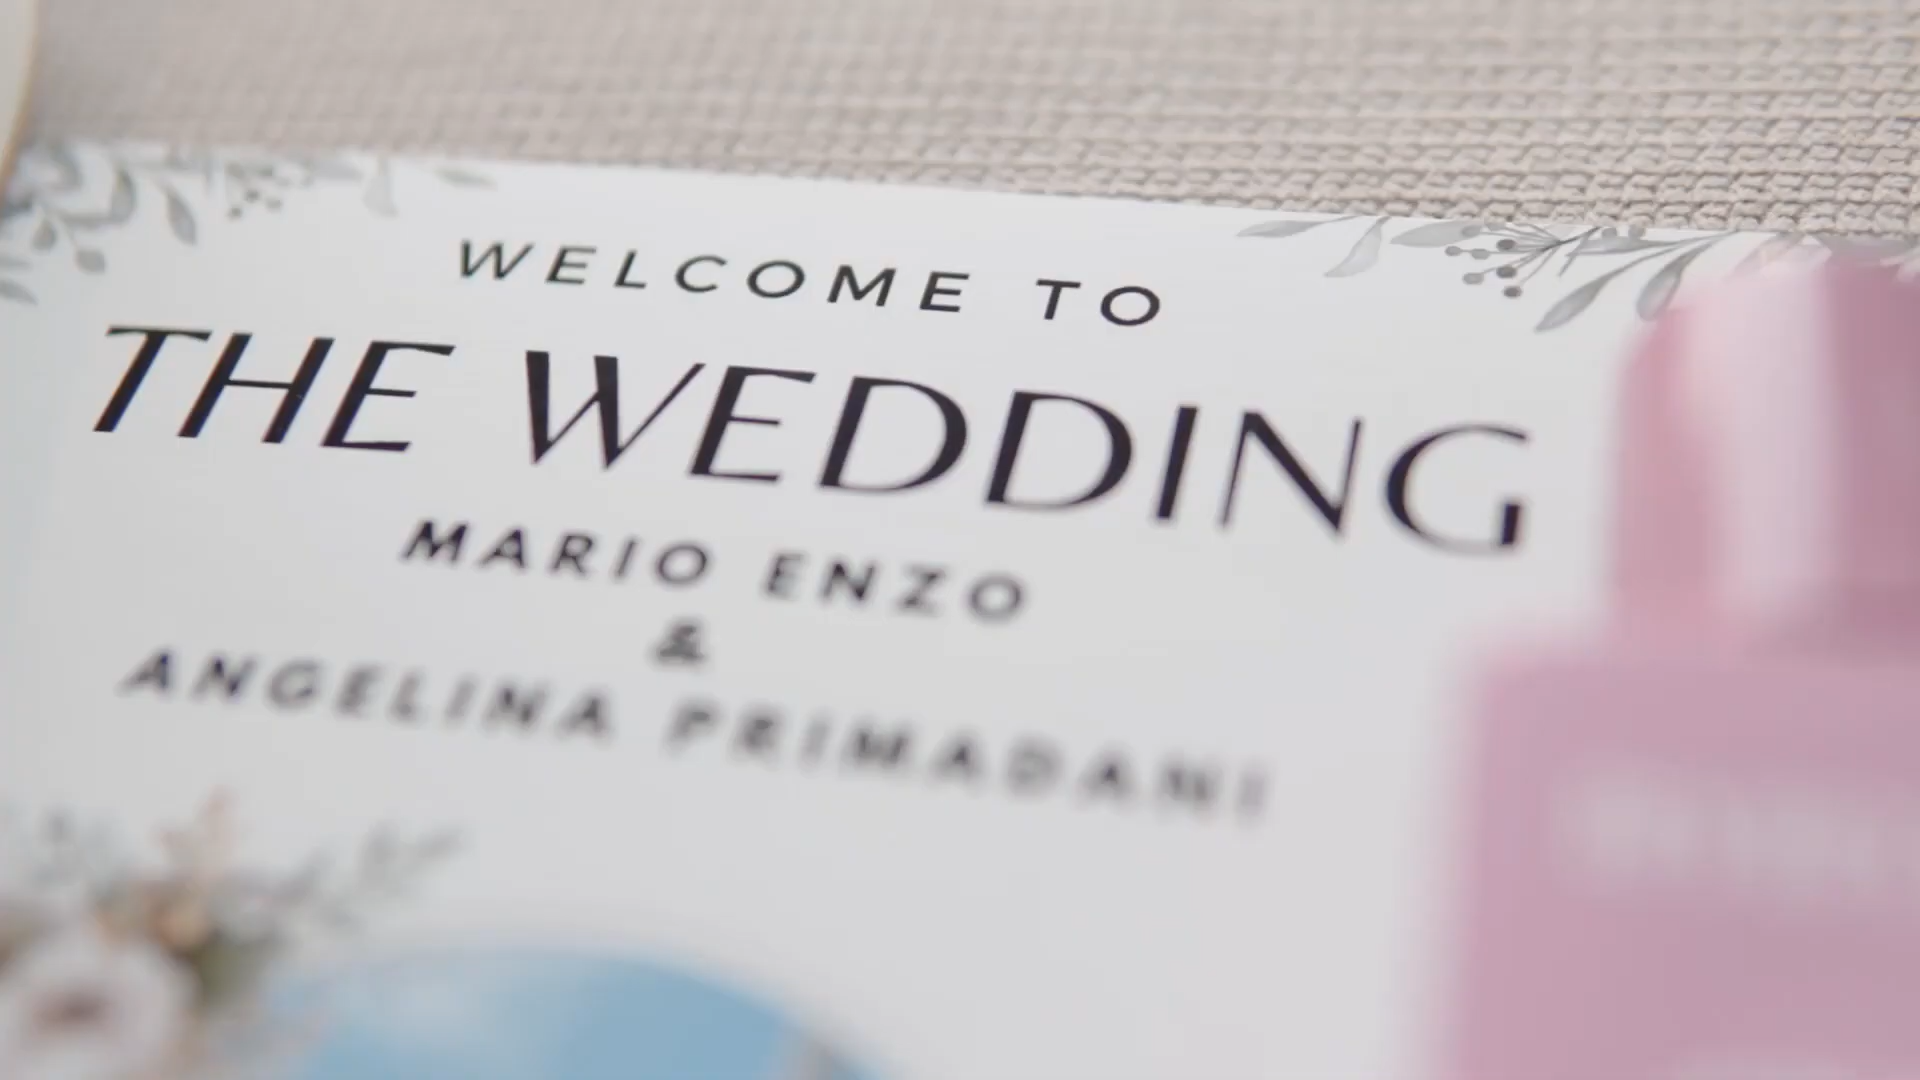 WELCOME TO
THE WEDDING
MARIO ENZO
&
ANGELINA PRIMADANI